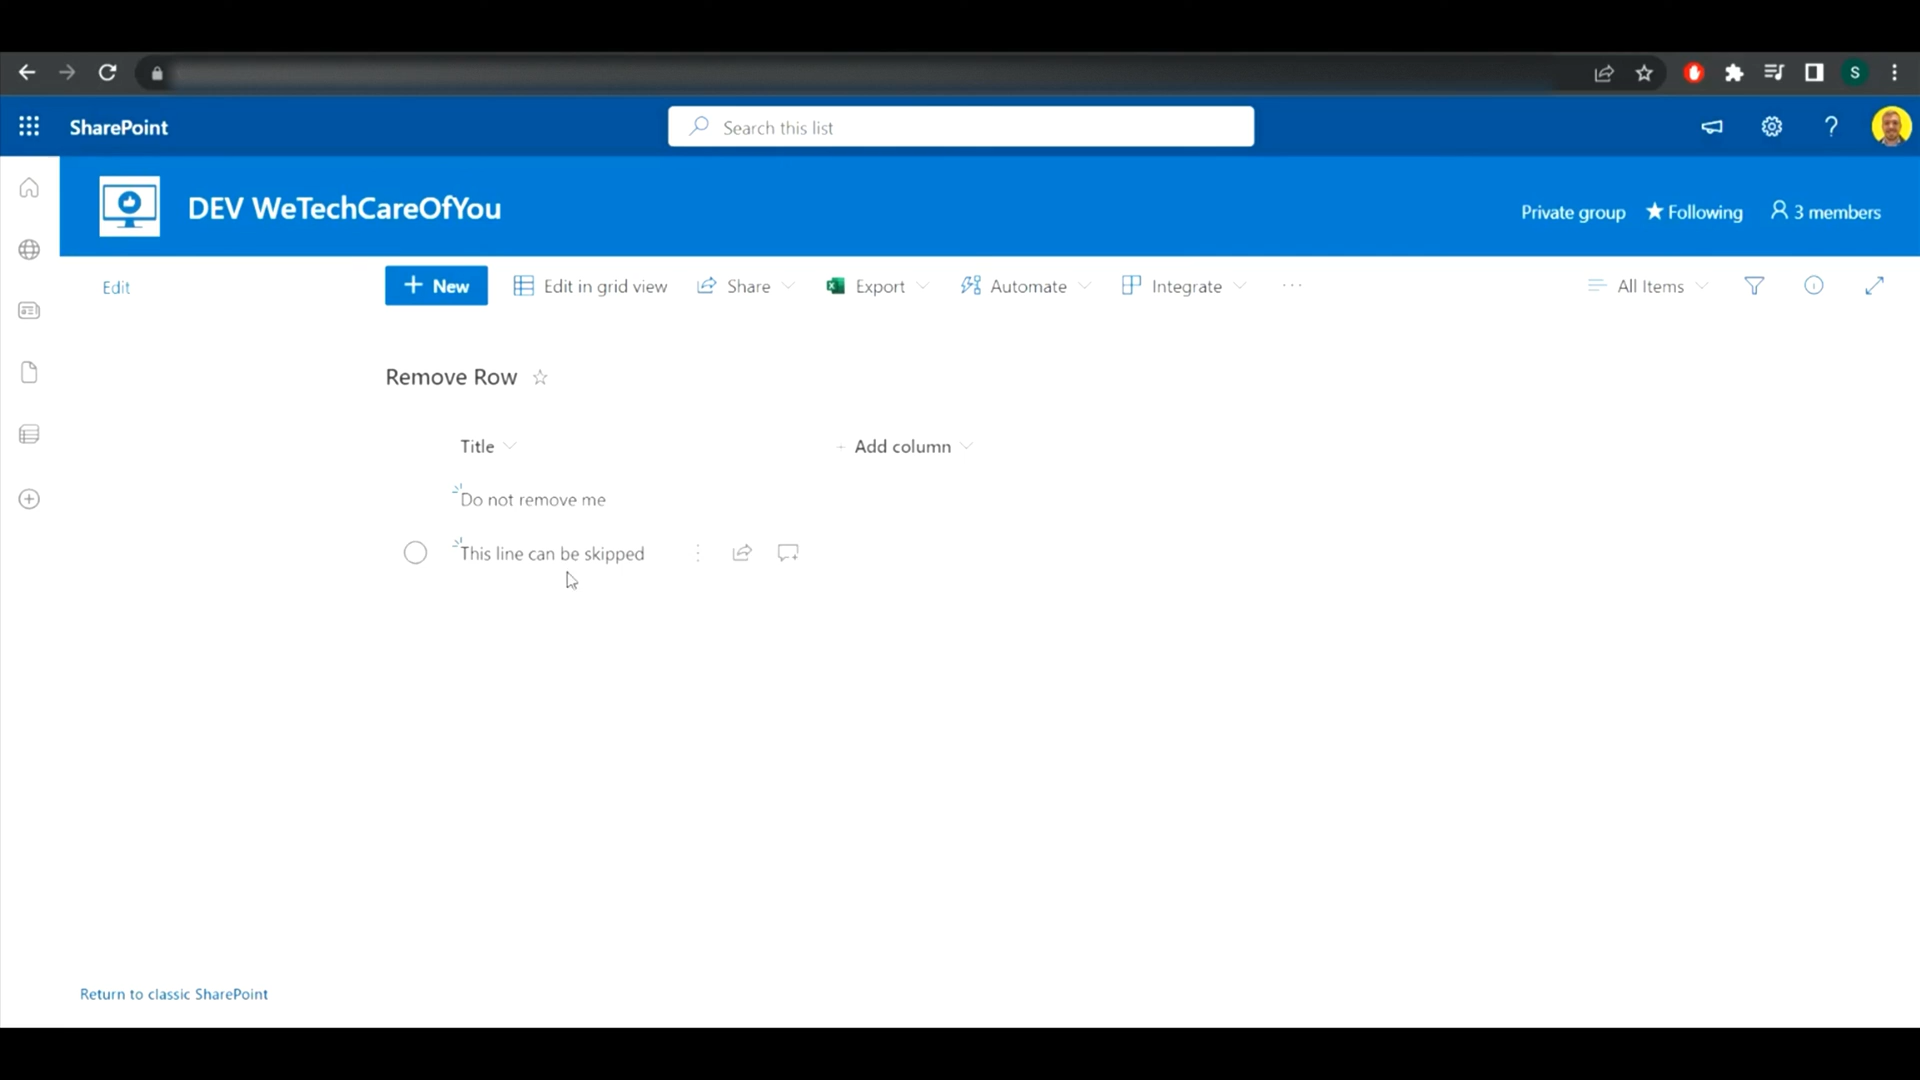 S
SharePoint
Search this list
?
DEV WeTechCareOfYou
Private group
Following
3 members
Edit
+ New
Edit in grid view
Share
Export
Automate
Integrate
...
All Items
Remove Row
Title
+ Add column
Do not remove me
This line can be skipped
Return to classic SharePoint